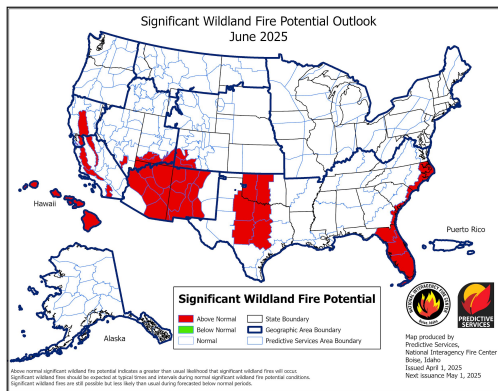 Significant Wildland Fire Potential Outlook
June 2025
Hawaii
Puerto Rico
Alaska
Significant Wildland Fire Potential
Above Normal
State Boundary
Below Normal
Geographic Area Boundary
Normal
Predictive Services Area Boundary
NATIONAL INTERAGENCY FIRE CENTER
PREDICTIVE
SERVICES
Map produced by
Predictive Services,
National Interagency Fire Center
Boise, Idaho
Issued April 1, 2025
Next issuance May 1, 2025
Above normal significant wildland fire potential indicates a greater than usual likelihood that significant wildland fires will occur.
Significant wildland fires should be expected at typical times and intervals during normal significant wildland fire potential conditions.
Significant wildland fires are still possible but less likely than usual during forecasted below normal periods.